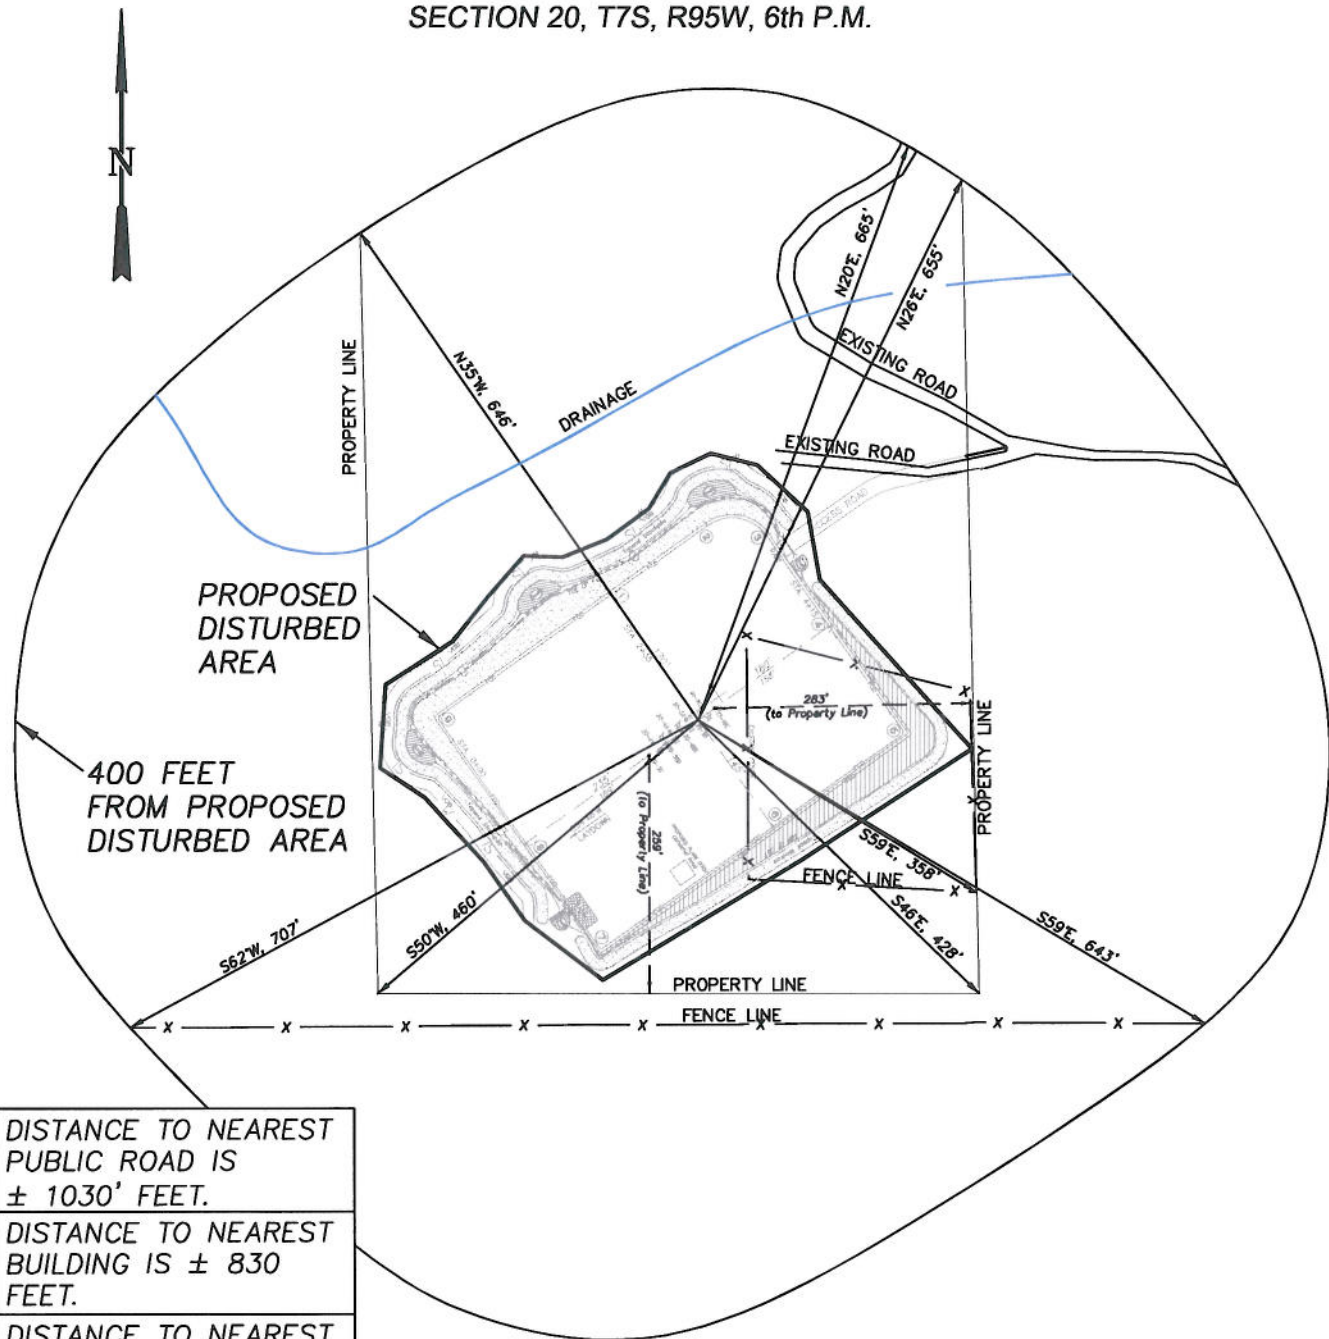 SECTION 20, T7S, R95W, 6th P.M.
N
N20°E, 665'
N26°E, 655'
PROPERTY LINE
N35°W, 646'
DRAINAGE
EXISTING ROAD
EXISTING ROAD
PROPOSED
DISTURBED
AREA
283'
(to Property Line)
PROPERTY LINE
400 FEET
FROM PROPOSED
DISTURBED AREA
LAYDOWN
259'
(to Property Line)
S59°E, 358'
FENCE LINE
S62°W, 707'
S50°W, 460'
S46°E, 428'
S59°E, 643'
PROPERTY LINE
FENCE LINE
DISTANCE TO NEAREST
PUBLIC ROAD IS
± 1030' FEET.
DISTANCE TO NEAREST
BUILDING IS ± 830
FEET.
DISTANCE TO NEAREST